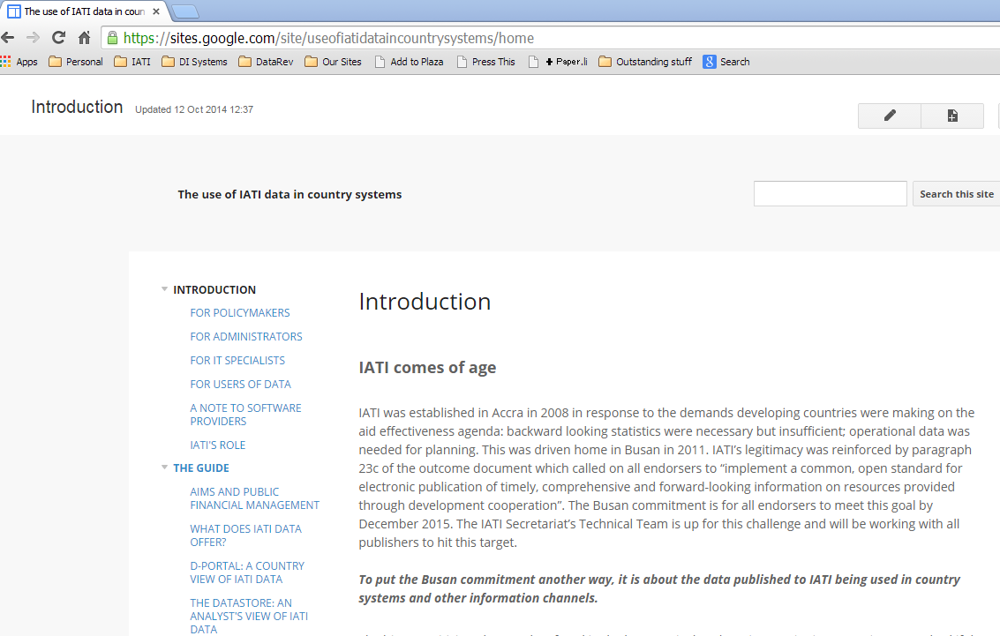 The use of IATI data in coun
https://sites.google.com/site/useofiatidataincountrysystems/home
Apps Personal IATI DI Systems DataRev Our Sites Add to Plaza Press This + Paper.li Outstanding stuff Search
Introduction Updated 12 Oct 2014 12:37
The use of IATI data in country systems
Search this site
INTRODUCTION
FOR POLICYMAKERS
FOR ADMINISTRATORS
FOR IT SPECIALISTS
FOR USERS OF DATA
A NOTE TO SOFTWARE
PROVIDERS
IATI'S ROLE
THE GUIDE
AIMS AND PUBLIC
FINANCIAL MANAGEMENT
WHAT DOES IATI DATA
OFFER?
D-PORTAL: A COUNTRY
VIEW OF IATI DATA
THE DATASTORE: AN
ANALYST'S VIEW OF IATI
DATA
Introduction
IATI comes of age
IATI was established in Accra in 2008 in response to the demands developing countries were making on the
aid effectiveness agenda: backward looking statistics were necessary but insufficient; operational data was
needed for planning. This was driven home in Busan in 2011. IATI's legitimacy was reinforced by paragraph
23c of the outcome document which called on all endorsers to “implement a common, open standard for
electronic publication of timely, comprehensive and forward-looking information on resources provided
through development cooperation”. The Busan commitment is for all endorsers to meet this goal by
December 2015. The IATI Secretariat's Technical Team is up for this challenge and will be working with all
publishers to hit this target.
To put the Busan commitment another way, it is about the data published to IATI being used in country
systems and other information channels.